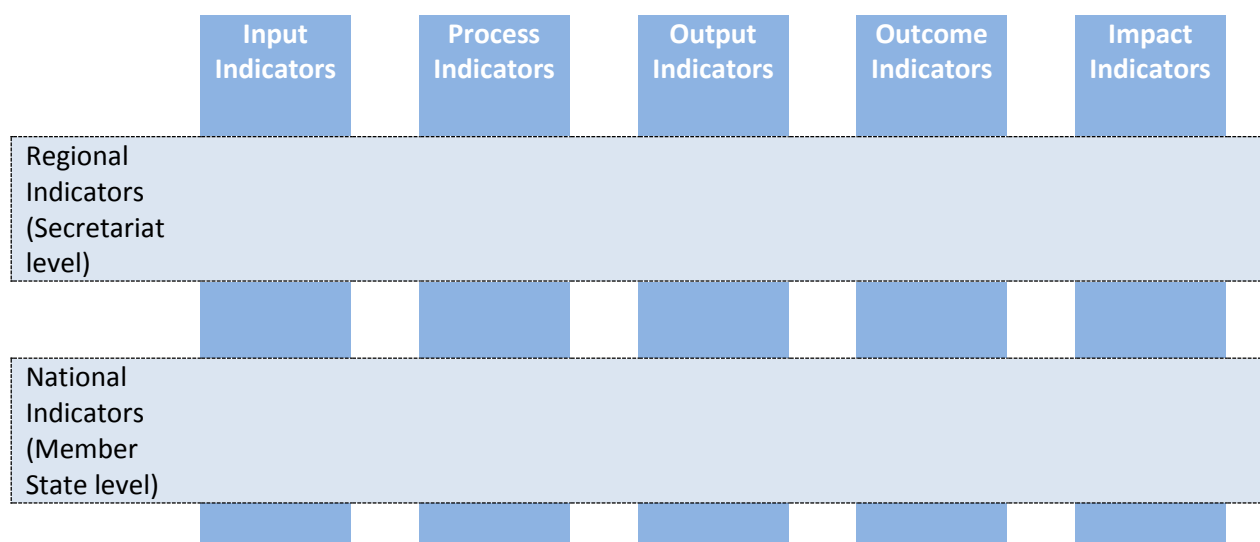 Input
Indicators
Process
Indicators
Output
Indicators
Outcome
Indicators
Impact
Indicators
Regional
Indicators
(Secretariat
level)
National
Indicators
(Member
State level)